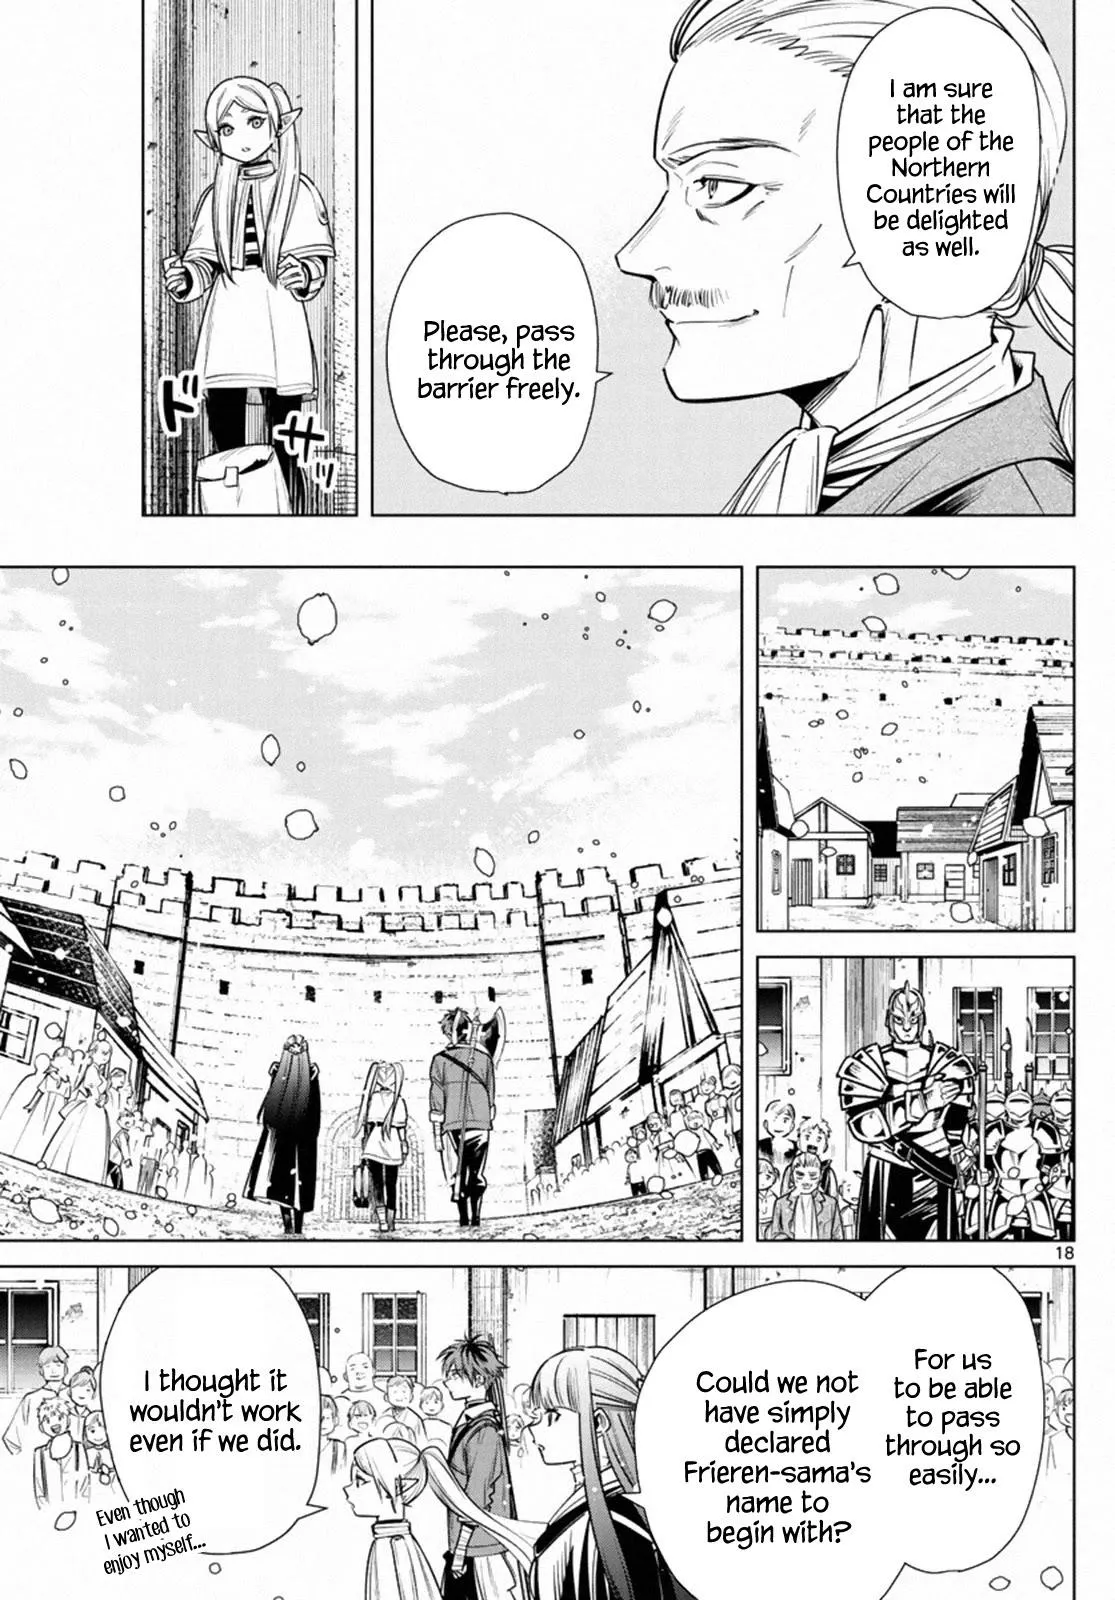 I am sure
that the
people of the
Northern
Countries will
be delighted
as well.
Please, pass
through the
barrier freely.
ドサッ
18
For us
to be able
to pass
through so
easily...
Could we not
have simply
declared
Frieren-sama's
name to
begin with?
I thought it
wouldn't work
even if we did.
Even though
I wanted to
enjoy myself...